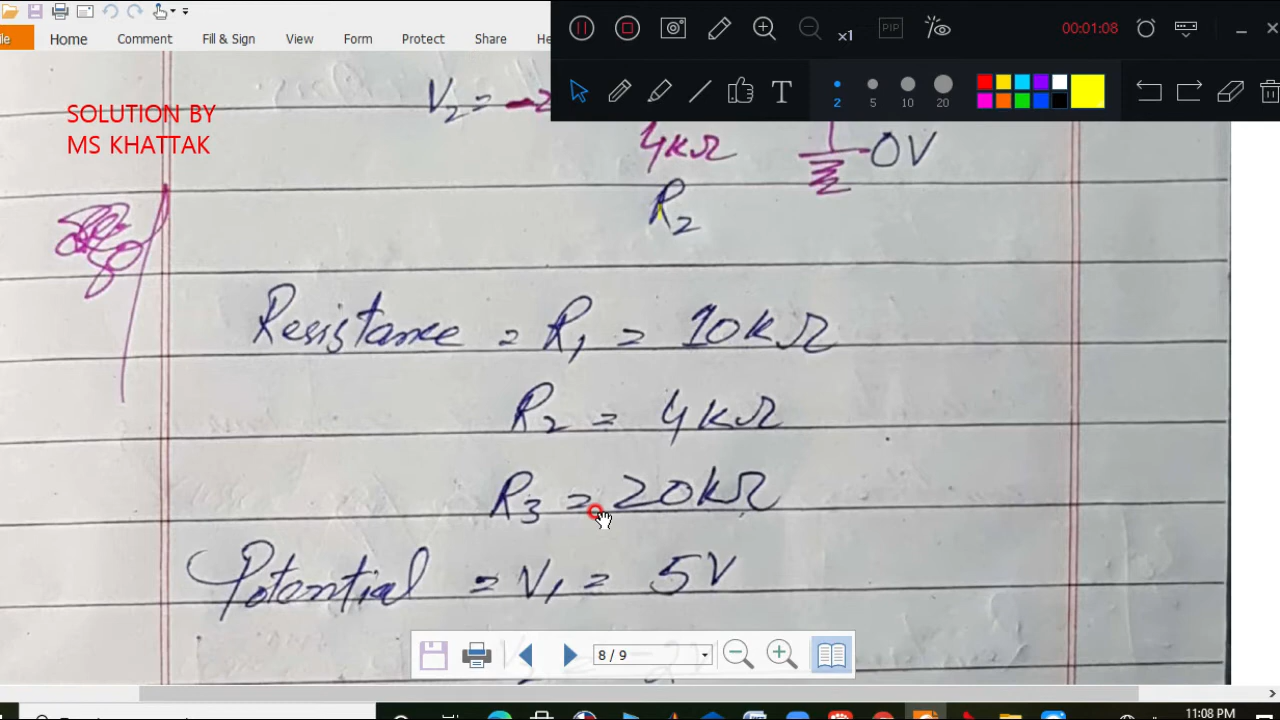 x1
PIP
00:01:08
Home Comment Fill & Sign View Form Protect Share He
2 5 10 20
T
SOLUTION BY
MS KHATTAK
V₂ = -2
4kΩ
0V
R₂
Resistance = R₁ = 10kΩ
R₂ = 4kΩ
R₃ = 20kΩ
Potential = V₁ = 5V
8 / 9
11:08 PM